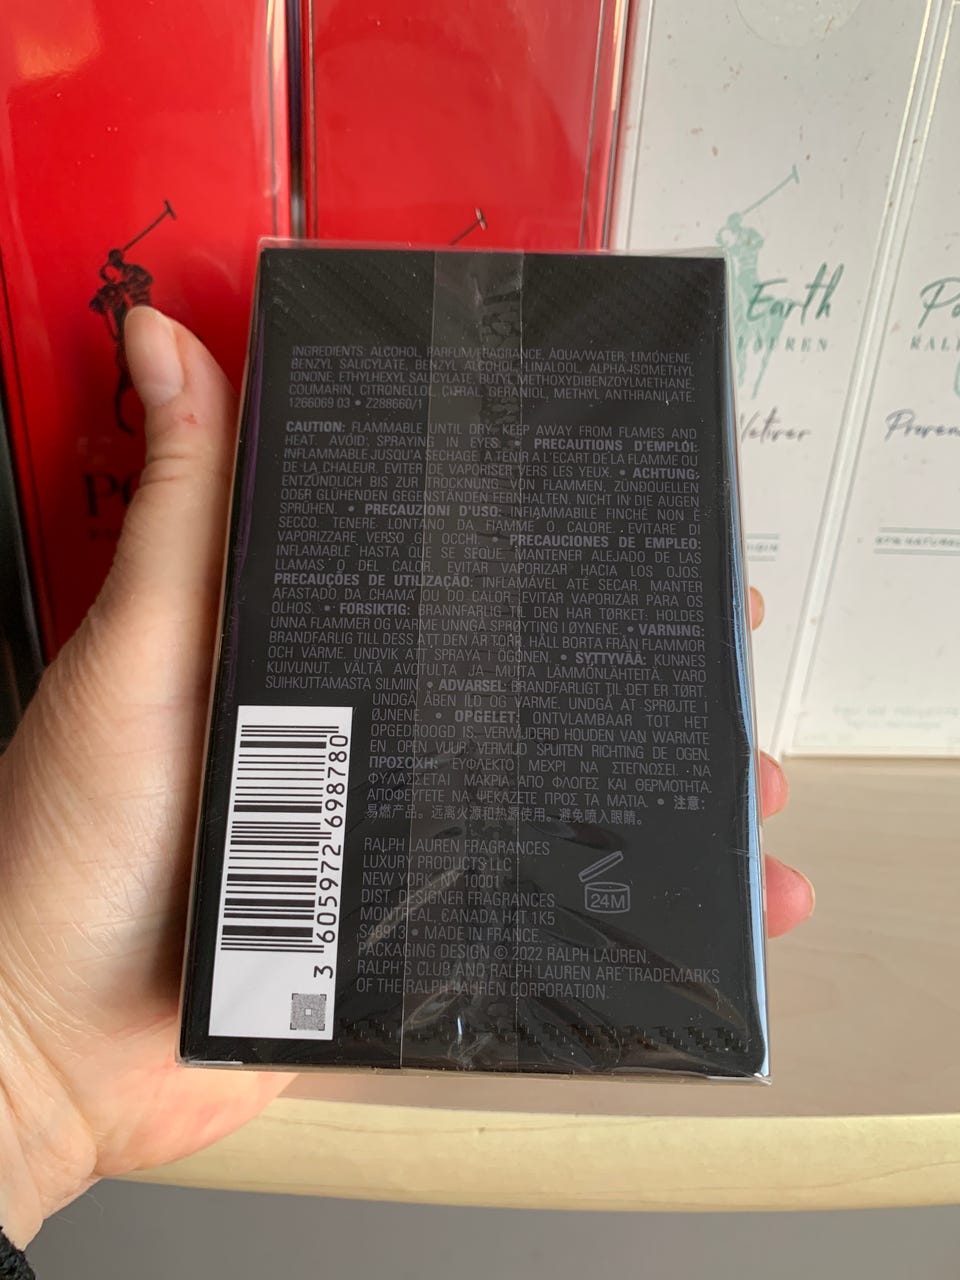 Earth
LAUREN
Vetiver
Proven
INGREDIENTS: ALCOHOL, PARFUM/FRAGRANCE, AQUA/WATER, LIMONENE,
BENZYL SALICYLATE, BENZYL ALCOHOL, LINALOOL, ALPHA-ISOMETHYL
IONONE, ETHYLHEXYL SALICYLATE, BUTYL METHOXYDIBENZOYLMETHANE,
COUMARIN, CITRONELLOL, CITRAL, GERANIOL, METHYL ANTHRANILATE.
1266069 03 • Z288660/1
CAUTION: FLAMMABLE UNTIL DRY. KEEP AWAY FROM FLAMES AND
HEAT. AVOID SPRAYING IN EYES. • PRECAUTIONS D'EMPLOI:
INFLAMMABLE JUSQU'A SECHAGE A TENIR A L'ECART DE LA FLAMME OU
DE LA CHALEUR. EVITER DE VAPORISER VERS LES YEUX. • ACHTUNG:
ENTZÜNDLICH BIS ZUR TROCKNUNG VON FLAMMEN, ZÜNDQUELLEN
ODER GLÜHENDEN GEGENSTÄNDEN FERNHALTEN. NICHT IN DIE AUGEN
SPRÜHEN. • PRECAUZIONI D'USO: INFIAMMABILE FINCHÉ NON È
SECCO. TENERE LONTANO DA FIAMME O CALORE. EVITARE DI
VAPORIZZARE VERSO GLI OCCHI. • PRECAUCIONES DE EMPLEO:
INFLAMABLE HASTA QUE SE SEQUE. MANTENER ALEJADO DE LAS
LLAMAS O DEL CALOR. EVITAR VAPORIZAR HACIA LOS OJOS.
PRECAUÇÕES DE UTILIZAÇÃO: INFLAMÁVEL ATÉ SECAR. MANTER
AFASTADO DA CHAMA OU DO CALOR. EVITAR VAPORIZAR PARA OS
OLHOS. • FORSIKTIG: BRANNFARLIG TIL DEN HAR TØRKET: HOLDES
UNNA FLAMMER OG VARME UNNGÅ SPRØYTING I ØYNENE. • VARNING:
BRANDFARLIG TILL DESS ATT DEN ÄR TORR. HÅLL BORTA FRÅN FLAMMOR
OCH VÄRME. UNDVIK ATT SPRAYA I ÖGONEN. • SYTTYVÄÄ: KUNNES
KUIVUNUT. VÄLTÄ AVOTULTA JA MUITA LÄMMÖNLÄHTEITÄ. VARO
SUIHKUTTAMASTA SILMIIN • ADVARSEL: BRANDFARLIGT TIL DET ER TØRT.
UNDGÅ ÅBEN ILD OG VARME. UNDGÅ AT SPRØJTE I
ØJNENE. • OPGELET: ONTVLAMBAAR TOT HET
OPGEDROOGD IS. VERWIJDERD HOUDEN VAN WARMTE
EN OPEN VUUR. VERMIJD SPUITEN RICHTING DE OGEN.
ΠΡΟΣΟΧΗ: ΕΥΦΛΕΚΤΟ ΜΕΧΡΙ ΝΑ ΣΤΕΓΝΩΣΕΙ. ΝΑ
ΦΥΛΑΣΣΕΤΑΙ ΜΑΚΡΙΑ ΑΠΟ ΦΛΟΓΕΣ ΚΑΙ ΘΕΡΜΟΤΗΤΑ.
ΑΠΟΦΕΥΓΕΤΕ ΝΑ ΨΕΚΑΖΕΤΕ ΠΡΟΣ ΤΑ ΜΑΤΙΑ. • 注意:
易燃产品。远离火源和热源使用。避免喷入眼睛。
RALPH LAUREN FRAGRANCES
LUXURY PRODUCTS LLC
NEW YORK, NY 10001
DIST. DESIGNER FRAGRANCES
MONTREAL, CANADA H4T 1K5
S48913 • MADE IN FRANCE.
PACKAGING DESIGN © 2022 RALPH LAUREN.
RALPH'S CLUB AND RALPH LAUREN ARE TRADEMARKS
OF THE RALPH LAUREN CORPORATION.
24M
3 605972 698780